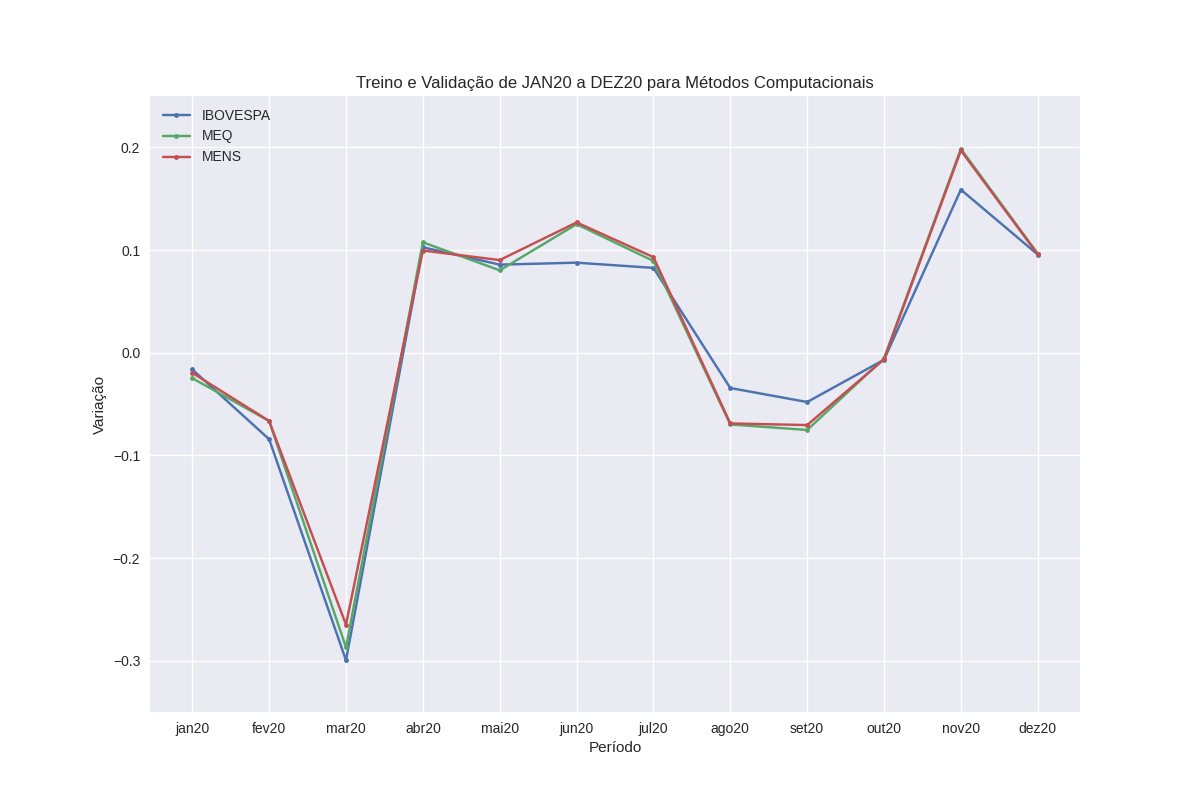 Treino e Validação de JAN20 a DEZ20 para Métodos Computacionais
IBOVESPA
MEQ
MENS
0.2
0.1
0.0
−0.1
−0.2
−0.3
Variação
jan20 fev20 mar20 abr20 mai20 jun20 jul20 ago20 set20 out20 nov20 dez20
Período